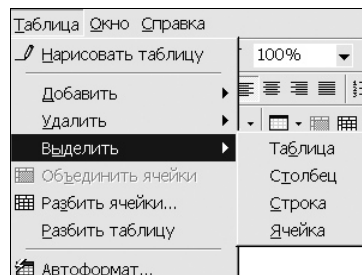 Таблица Окно Справка
Нарисовать таблицу
100%
Добавить
Удалить
Выделить
Таблица
Объединить ячейки
Столбец
Разбить ячейки...
Строка
Разбить таблицу
Ячейка
Автоформат...